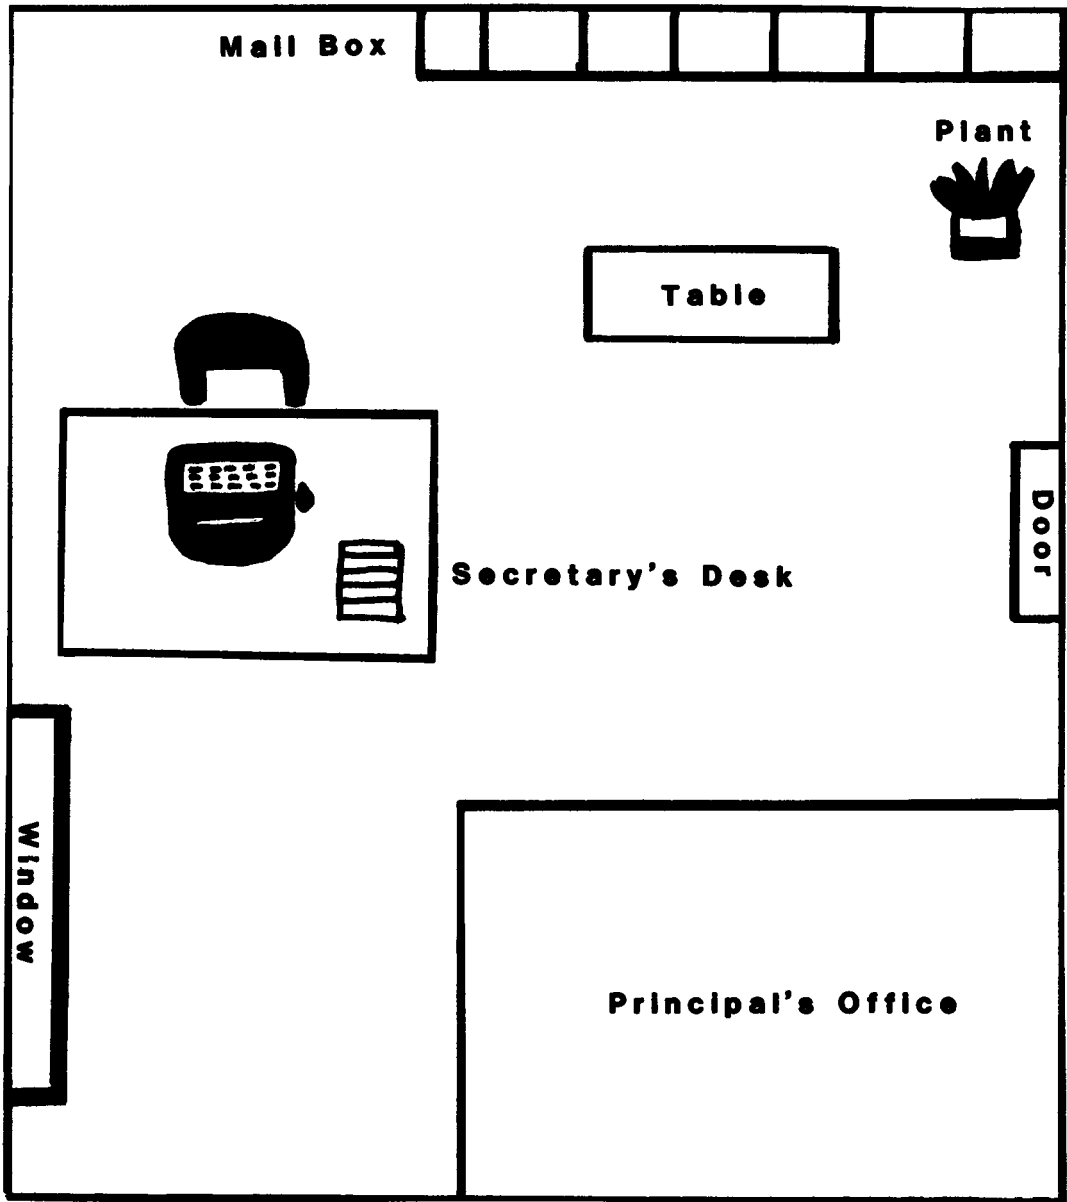 Mail Box
Plant
Table
Door
Secretary's Desk
Window
Principal's Office